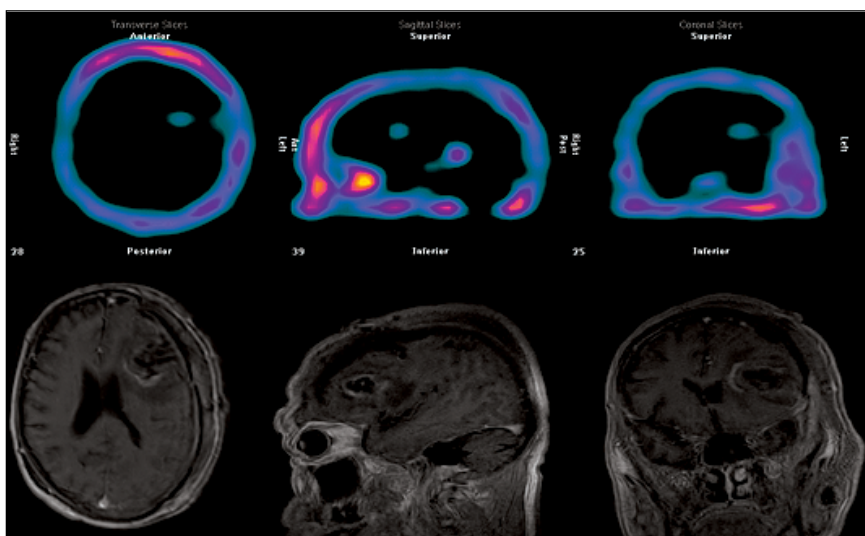 Transverse Slices
Anterior
Right
Posterior
28
Sagittal Slices
Superior
Ant
Left
Right
Post
Inferior
39
Coronal Slices
Superior
Left
Inferior
25